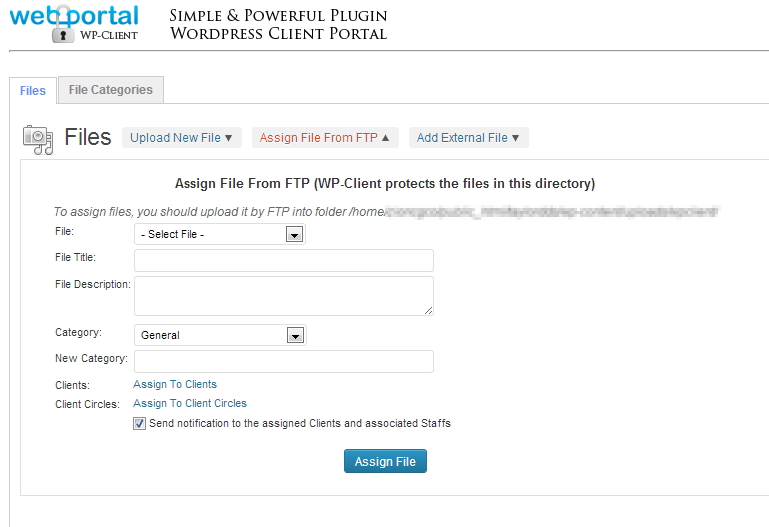 web portal
WP-CLIENT
SIMPLE & POWERFUL PLUGIN
WORDPRESS CLIENT PORTAL
Files
File Categories
Files
Upload New File ▼
Assign File From FTP ▲
Add External File ▼
Assign File From FTP (WP-Client protects the files in this directory)
To assign files, you should upload it by FTP into folder /home/
File:
- Select File -
File Title:
File Description:
Category:
General
New Category:
Clients:
Assign To Clients
Client Circles:
Assign To Client Circles
Send notification to the assigned Clients and associated Staffs
Assign File